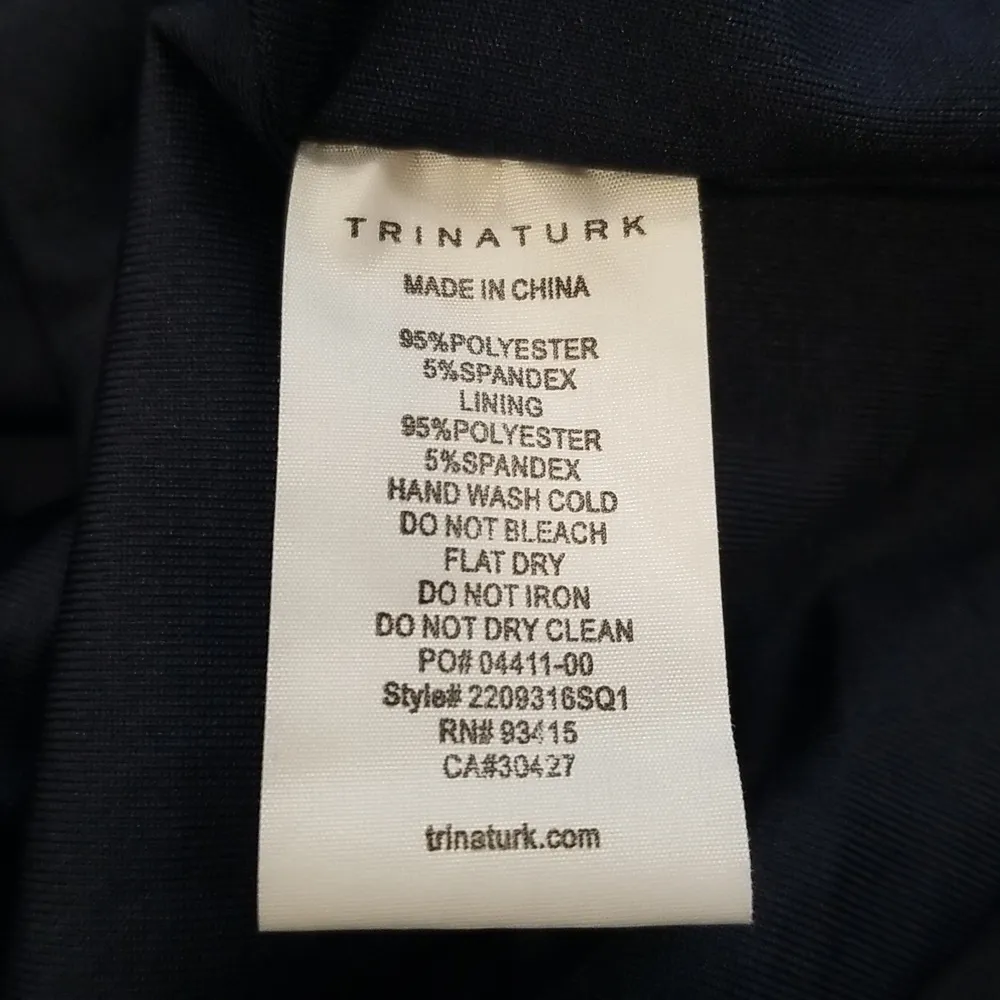 TRINATURK
MADE IN CHINA
95%POLYESTER
5%SPANDEX
LINING
95%POLYESTER
5%SPANDEX
HAND WASH COLD
DO NOT BLEACH
FLAT DRY
DO NOT IRON
DO NOT DRY CLEAN
PO# 04411-00
Style# 2209316SQ1
RN# 93415
CA#30427
trinaturk.com